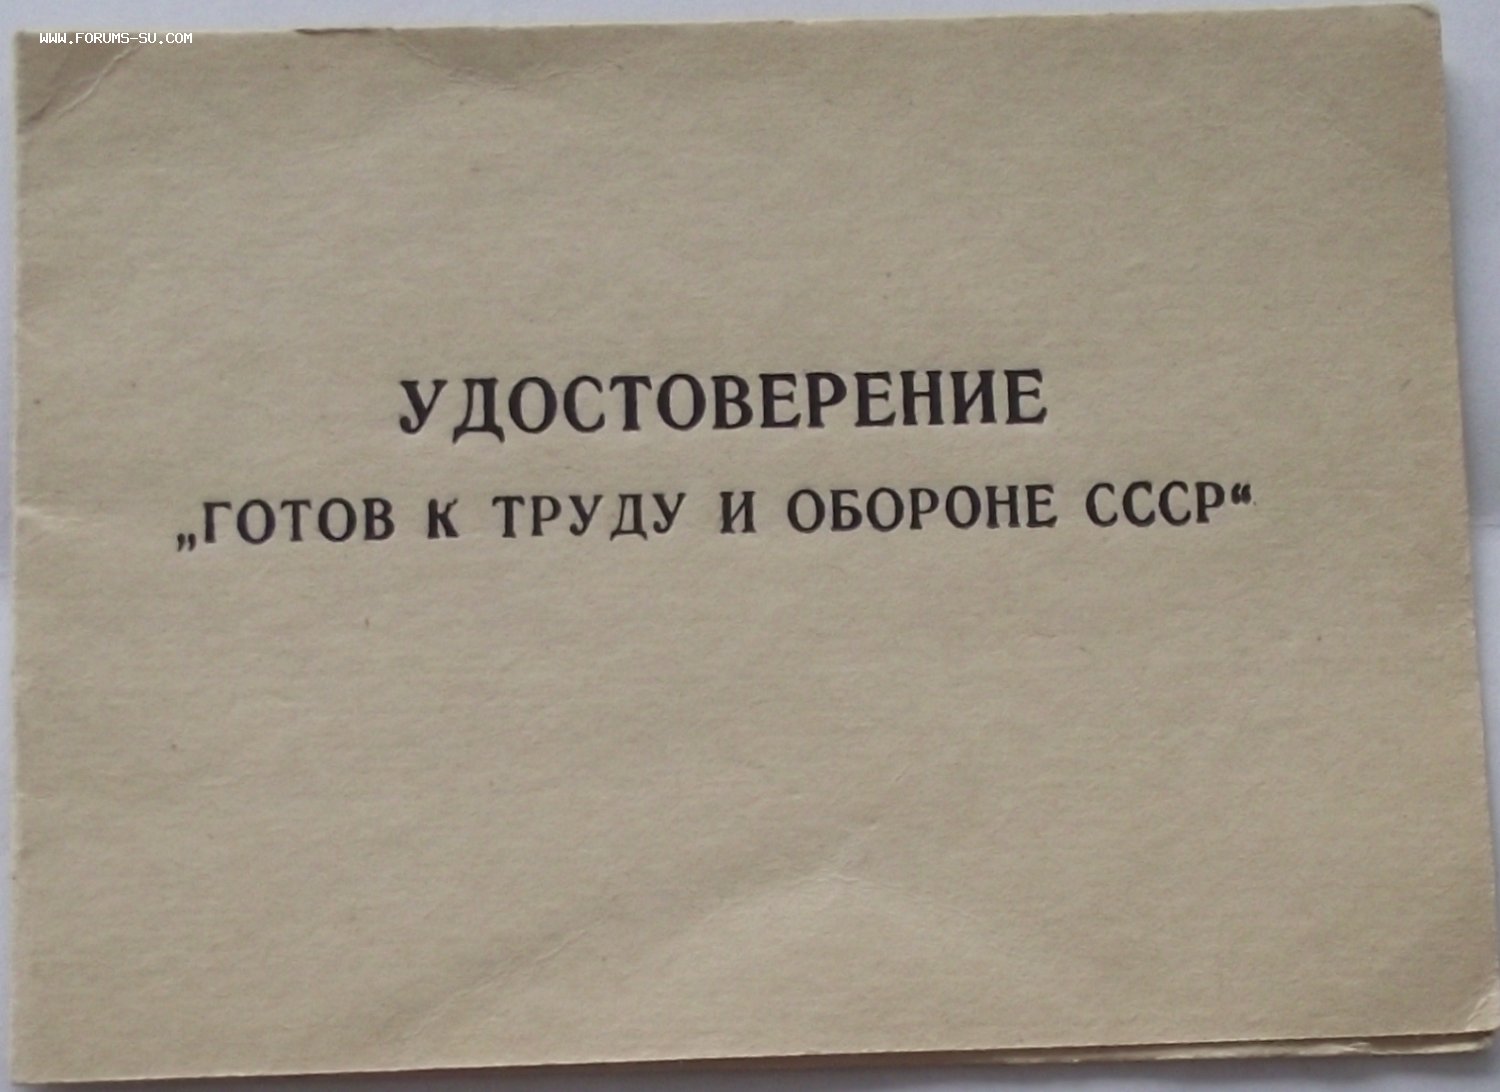 WWW.FORUMS-SU.COM
УДОСТОВЕРЕНИЕ
„ГОТОВ К ТРУДУ И ОБОРОНЕ СССР“